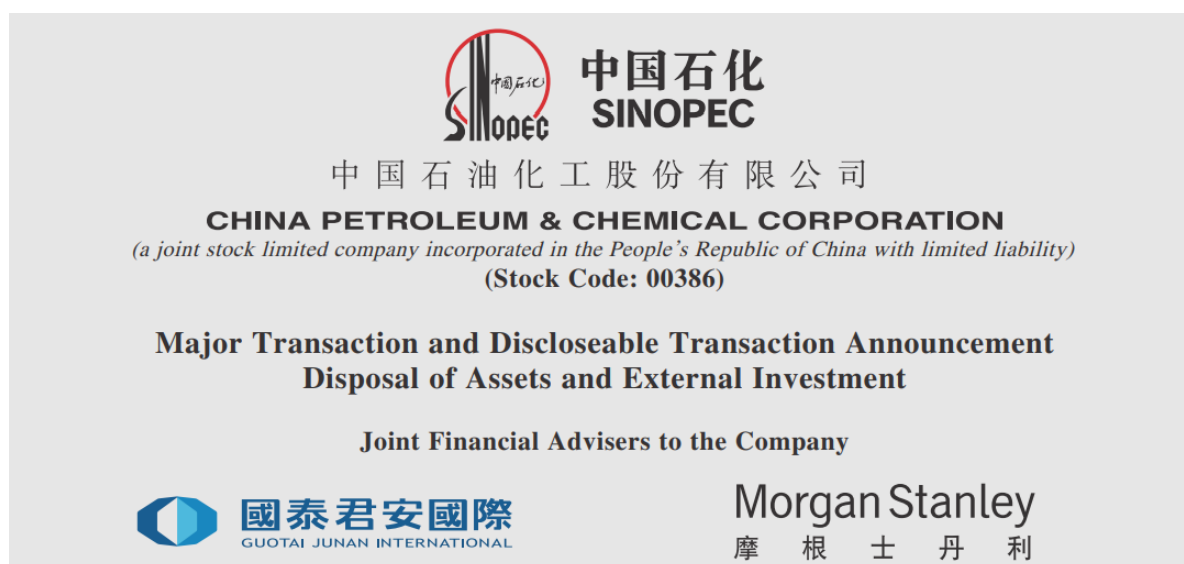 中国石化
SINOPEC
中国石化
SINOPEC
中国石油化工股份有限公司
CHINA PETROLEUM & CHEMICAL CORPORATION
(a joint stock limited company incorporated in the People's Republic of China with limited liability)
(Stock Code: 00386)
Major Transaction and Discloseable Transaction Announcement
Disposal of Assets and External Investment
Joint Financial Advisers to the Company
國泰君安國際
GUOTAI JUNAN INTERNATIONAL
Morgan Stanley
摩根士丹利